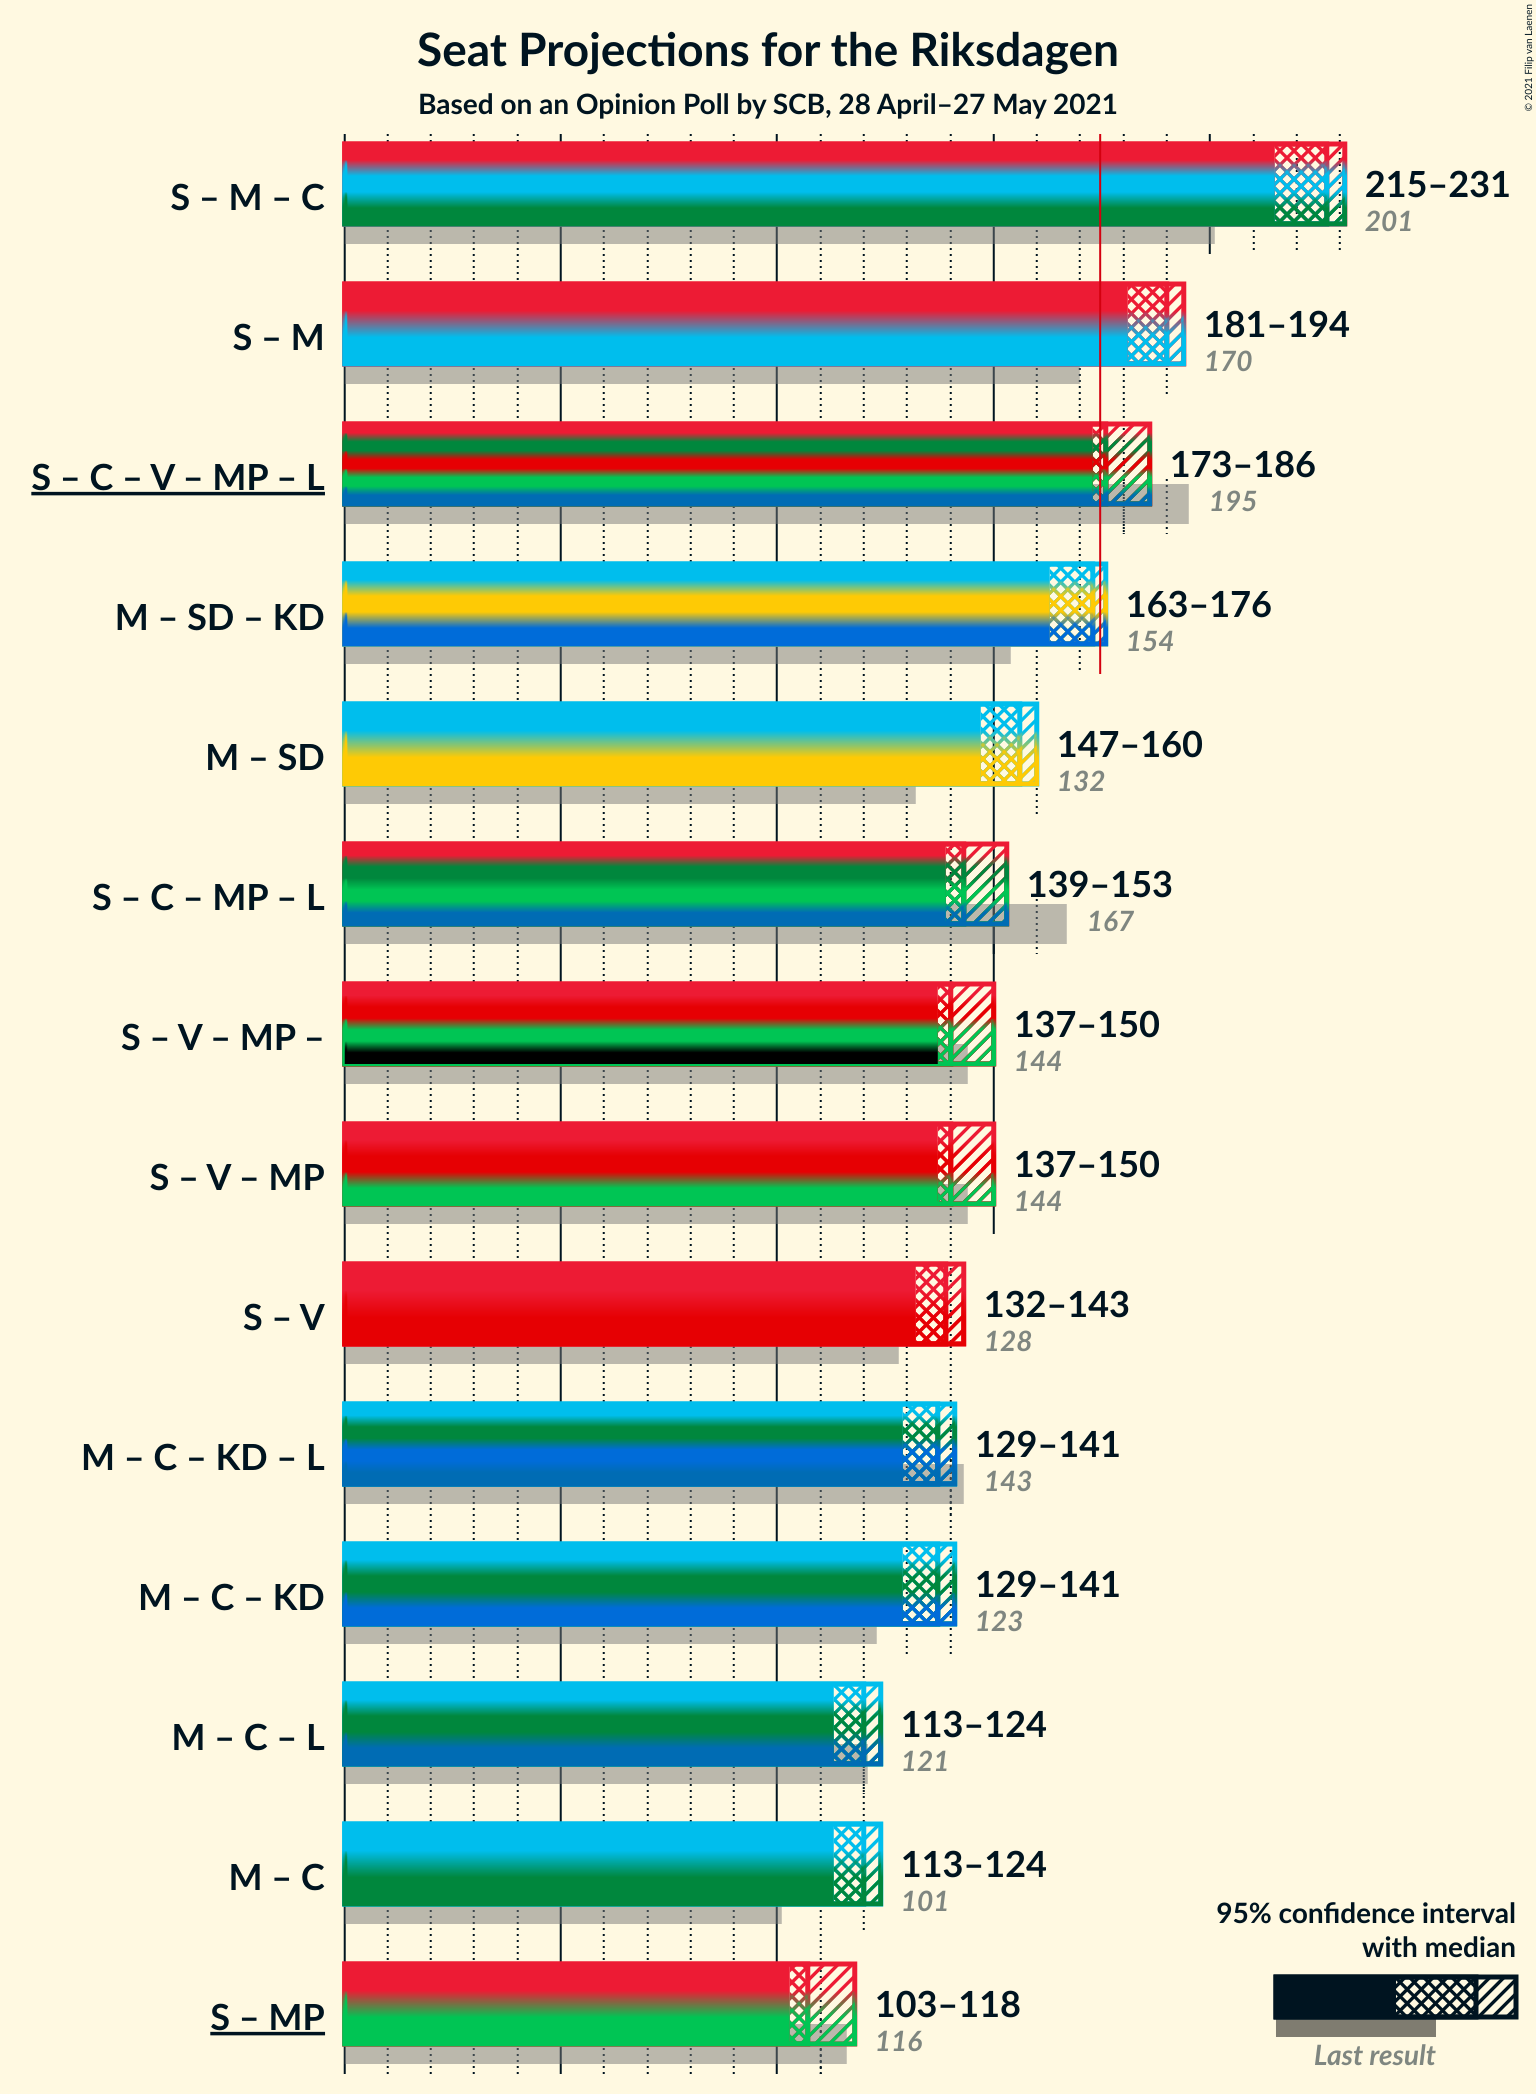 Seat Projections for the Riksdagen
Based on an Opinion Poll by SCB, 28 April–27 May 2021
© 2021 Filip van Laenen
S – M – C
215–231
201
S – M
181–194
170
S – C – V – MP – L
173–186
195
M – SD – KD
163–176
154
M – SD
147–160
132
S – C – MP – L
139–153
167
S – V – MP –
137–150
144
S – V – MP
137–150
144
S – V
132–143
128
M – C – KD – L
129–141
143
M – C – KD
129–141
123
M – C – L
113–124
121
M – C
113–124
101
S – MP
103–118
116
95% confidence interval
with median
Last result